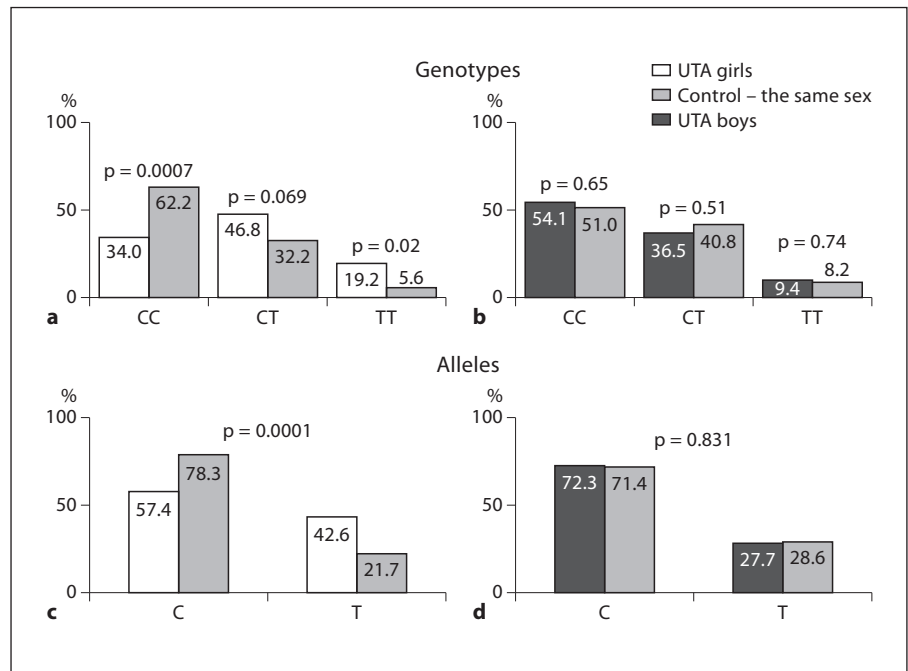 Genotypes
UTA girls
Control – the same sex
UTA boys
%
100
50
0
p = 0.0007
34.0
62.2
p = 0.069
46.8
32.2
p = 0.02
19.2
5.6
a
CC
CT
TT
%
100
50
0
p = 0.65
54.1
51.0
p = 0.51
36.5
40.8
p = 0.74
9.4
8.2
b
CC
CT
TT
Alleles
%
100
50
0
p = 0.0001
57.4
78.3
42.6
21.7
c
C
T
%
100
50
0
p = 0.831
72.3
71.4
27.7
28.6
d
C
T